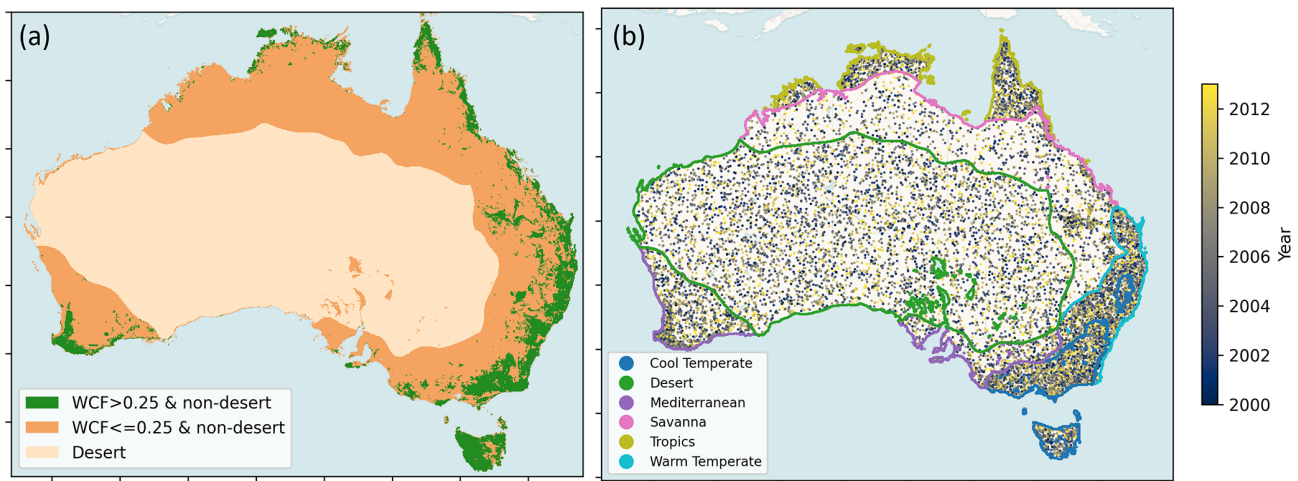 (a)
WCF>0.25 & non-desert
WCF<=0.25 & non-desert
Desert
(b)
Cool Temperate
Desert
Mediterranean
Savanna
Tropics
Warm Temperate
2012
2010
2008
2006
2004
2002
2000
Year